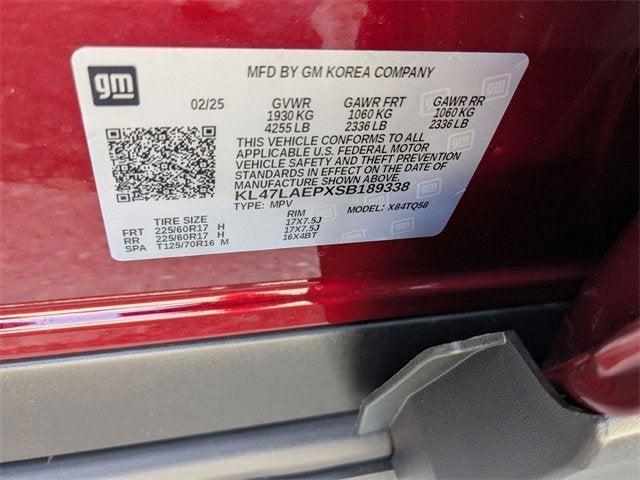 gm
MFD BY GM KOREA COMPANY
02/25 GVWR GAWR FRT GAWR RR
1930 KG 1060 KG 1060 KG
4255 LB 2336 LB 2336 LB
THIS VEHICLE CONFORMS TO ALL
APPLICABLE U.S. FEDERAL MOTOR
VEHICLE SAFETY AND THEFT PREVENTION
STANDARDS IN EFFECT ON THE DATE OF
MANUFACTURE SHOWN ABOVE.
KL47LAEPXSB189338
TYPE: MPV MODEL: X84TQ58
TIRE SIZE RIM
FRT 225/60R17 H 17X7.5J
RR 225/60R17 H 17X7.5J
SPA T125/70R16 M 16X4BT